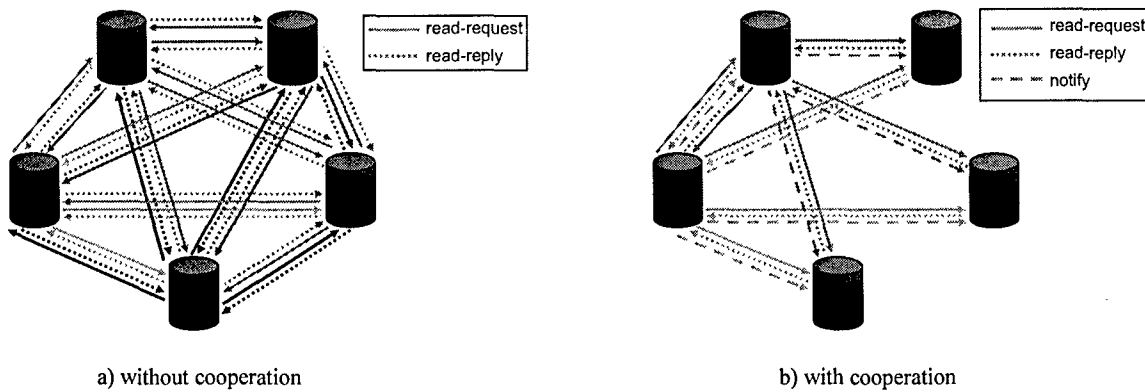 read-request
read-reply
read-request
read-reply
notify
a) without cooperation
b) with cooperation